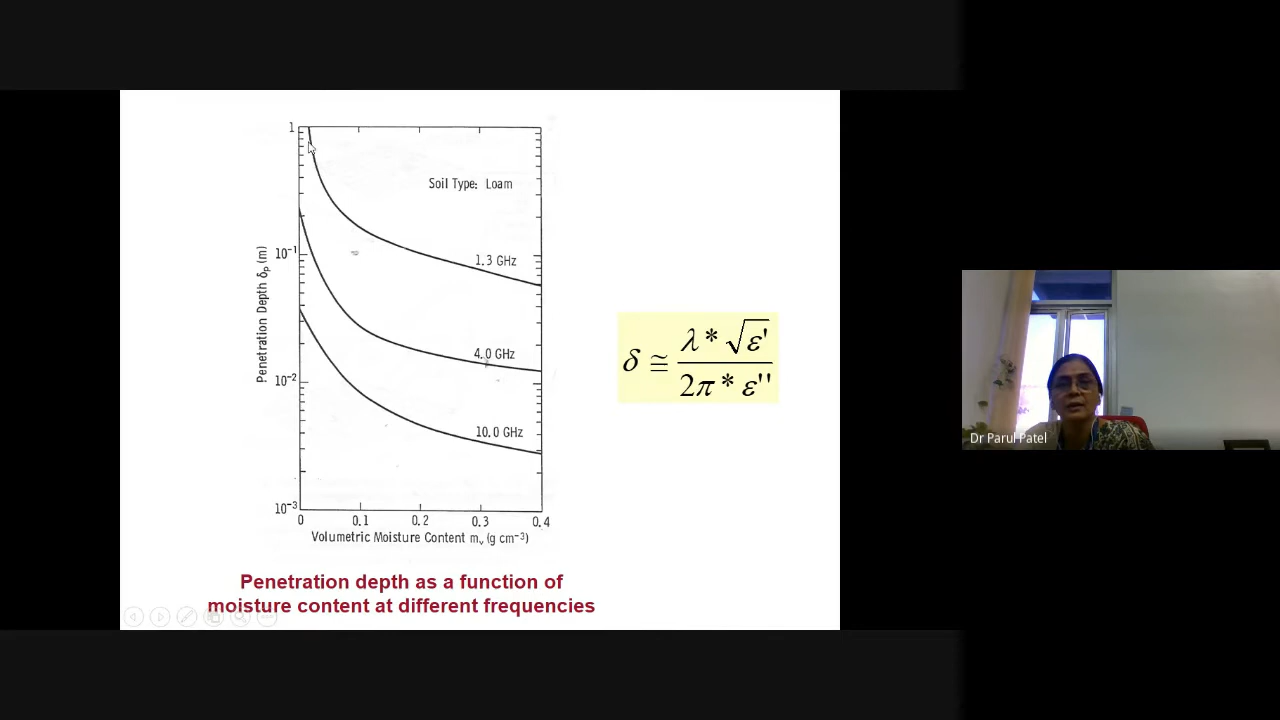 1
Soil Type: Loam
10⁻¹
1.3 GHz
Penetration Depth δp (m)
4.0 GHz
10⁻²
10.0 GHz
10⁻³
0 0.1 0.2 0.3 0.4
Volumetric Moisture Content mv (g cm⁻³)
δ ≅ λ * √ε' / 2π * ε''
Penetration depth as a function of
moisture content at different frequencies
Dr Parul Patel